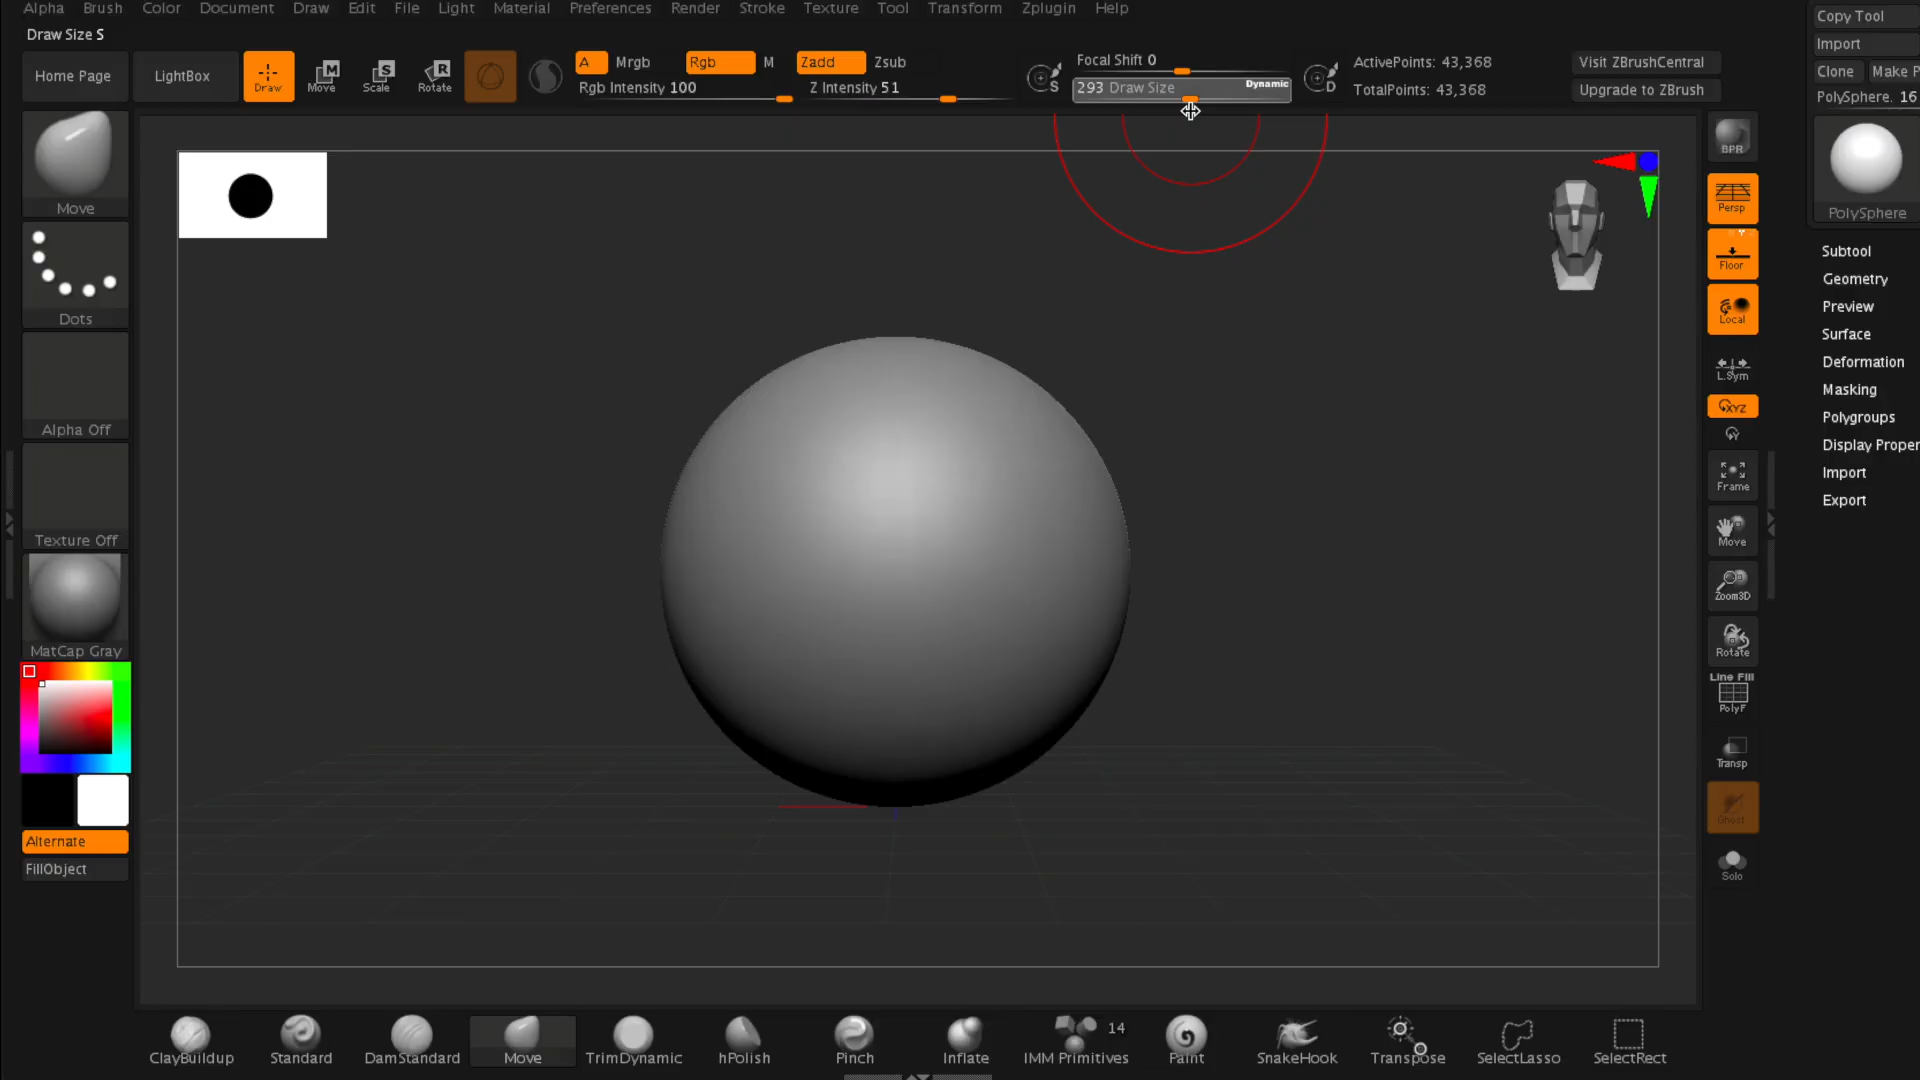 Alpha Brush Color Document Draw Edit File Light Material Preferences Render Stroke Texture Tool Transform Zplugin Help
Copy Tool
Draw Size S
Import
Home Page
LightBox
Draw
M
Move
S
Scale
R
Rotate
A Mrgb Rgb M Zadd Zsub
Rgb Intensity 100 Z Intensity 51
S
Focal Shift 0
293 Draw Size Dynamic
D
ActivePoints: 43,368
TotalPoints: 43,368
Visit ZBrushCentral
Upgrade to ZBrush
Clone Make P
PolySphere. 16
PolySphere
Move
Dots
Alpha Off
Texture Off
MatCap Gray
Alternate
FillObject
BPR
Persp
Floor
Local
L.Sym
XYZ
Y
Frame
Move
Zoom3D
Rotate
Line Fill
PolyF
Transp
Ghost
Solo
Subtool
Geometry
Preview
Surface
Deformation
Masking
Polygroups
Display Proper
Import
Export
14
ClayBuildup Standard DamStandard Move TrimDynamic hPolish Pinch Inflate IMM Primitives Paint SnakeHook Transpose SelectLasso SelectRect